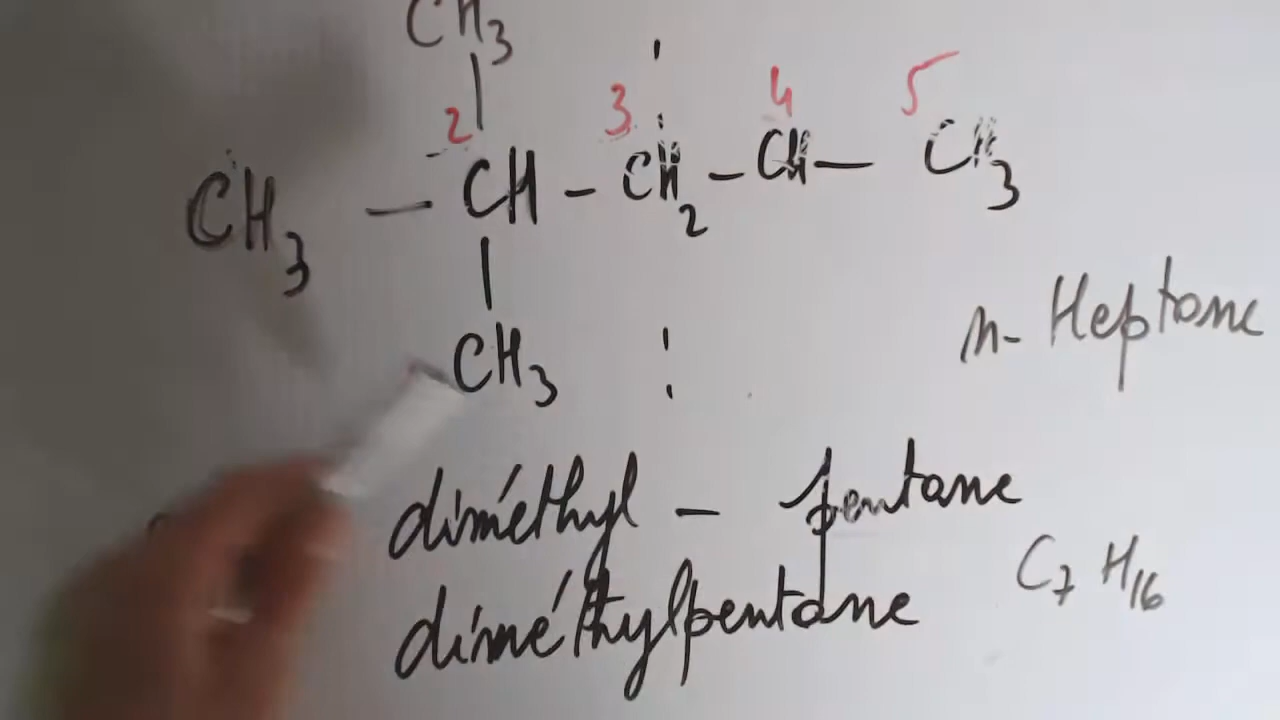 CH3
2 3 4 5
CH3 — CH – CH2 – CH — CH3
CH3
n- Heptane
diméthyl – pentane
C7 H16
diméthylpentane